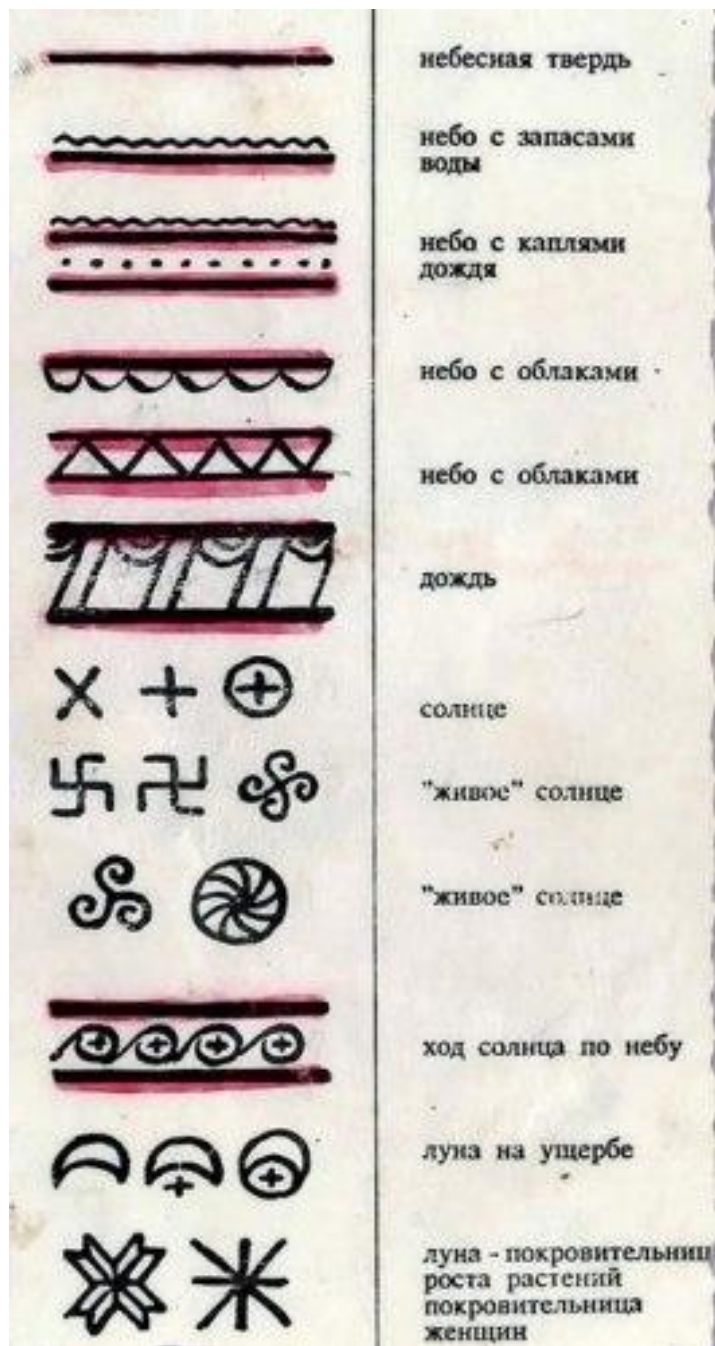 небесная твердь
небо с запасами
воды
небо с каплями
дождя
небо с облаками
небо с облаками
дождь
солнце
"живое" солнце
"живое" солнце
ход солнца по небу
луна на ущербе
луна - покровительниц
роста растений
покровительница
женщин